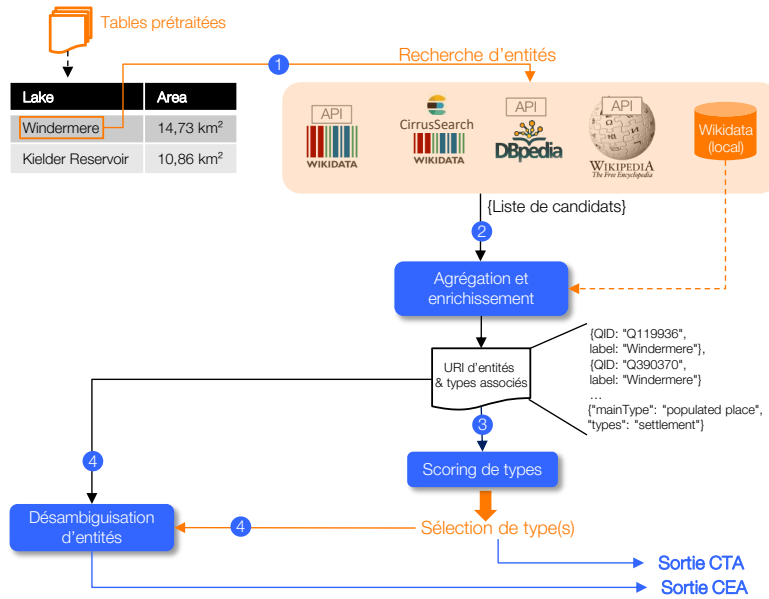 Tables prétraitées
1
Recherche d'entités
Lake
Area
Windermere
14,73 km²
Kielder Reservoir
10,86 km²
API
WIKIDATA
CirrusSearch
WIKIDATA
API
DBpedia
API
WIKIPEDIA
The Free Encyclopedia
Wikidata
(local)
{Liste de candidats}
2
Agrégation et
enrichissement
URI d'entités
& types associés
{QID: "Q119936",
label: "Windermere"},
{QID: "Q390370",
label: "Windermere"}
…
{"mainType": "populated place",
"types": "settlement"}
3
4
Scoring de types
Désambiguisation
d'entités
4
Sélection de type(s)
Sortie CTA
Sortie CEA